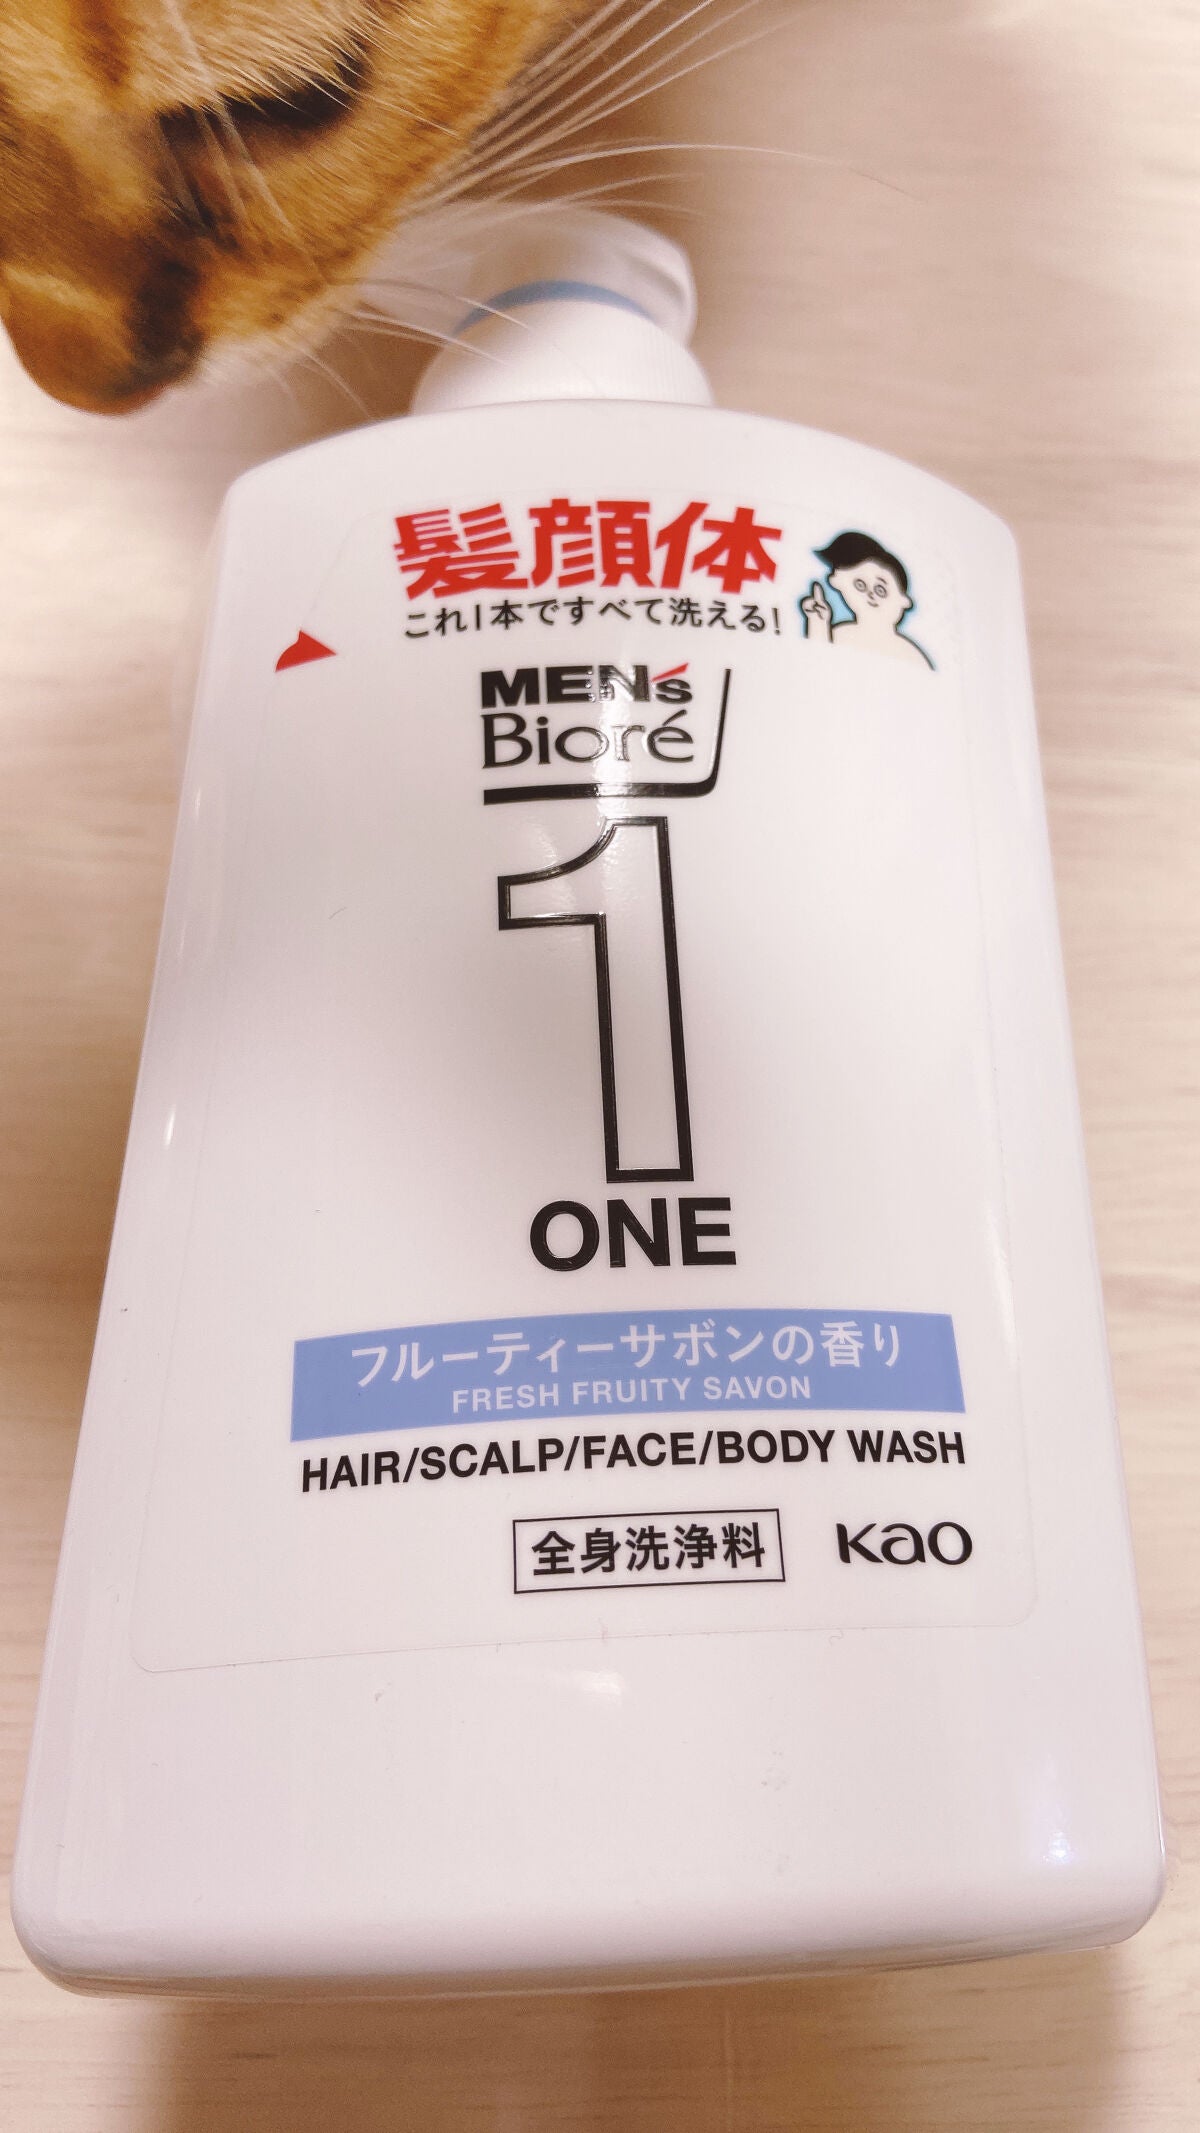 髪顔体
これ1本ですべて洗える!
MEN's
Bioré
1
ONE
フルーティーサボンの香り
FRESH FRUITY SAVON
HAIR/SCALP/FACE/BODY WASH
全身洗浄料
Kao